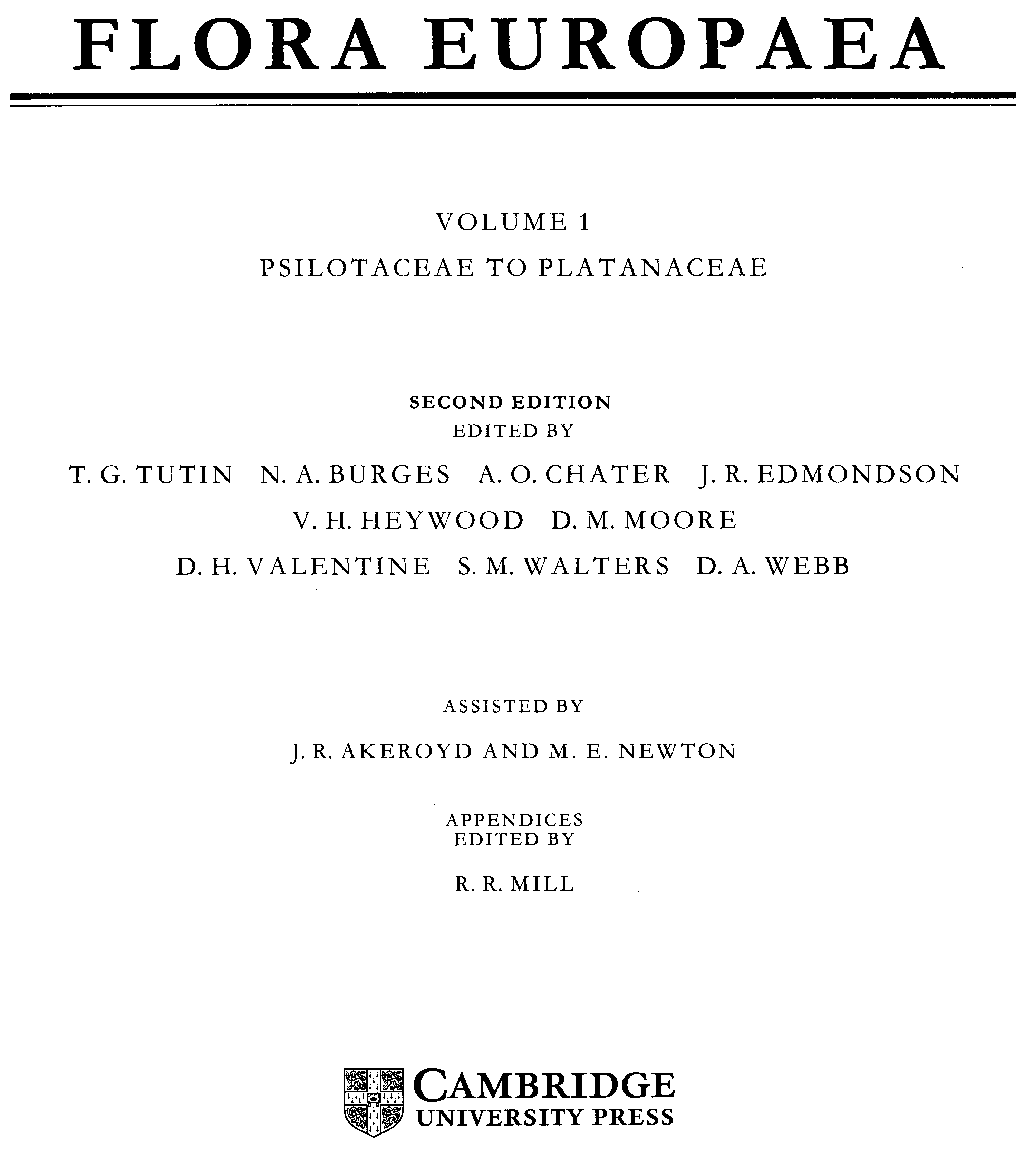 FLORA EUROPAEA
VOLUME 1
PSILOTACEAE TO PLATANACEAE
SECOND EDITION
EDITED BY
T. G. TUTIN N. A. BURGES A. O. CHATER J. R. EDMONDSON
V. H. HEYWOOD D. M. MOORE
D. H. VALENTINE S. M. WALTERS D. A. WEBB
ASSISTED BY
J. R. AKEROYD AND M. E. NEWTON
APPENDICES
EDITED BY
R. R. MILL
CAMBRIDGE
UNIVERSITY PRESS